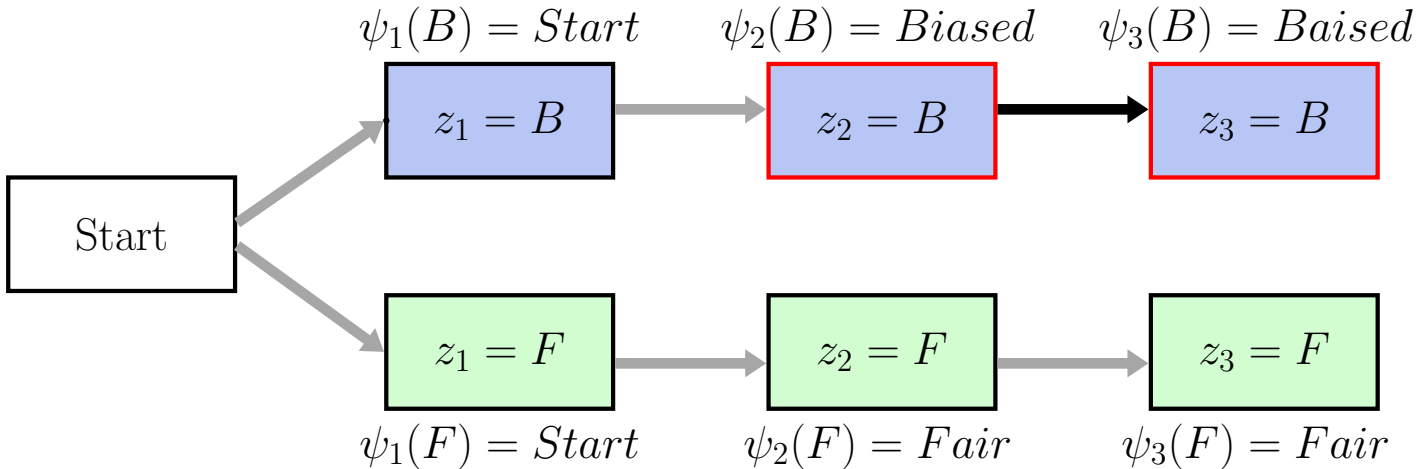 ψ₁(B) = Start ψ₂(B) = Biased ψ₃(B) = Baised
z₁ = B z₂ = B z₃ = B
Start
z₁ = F z₂ = F z₃ = F
ψ₁(F) = Start ψ₂(F) = Fair ψ₃(F) = Fair